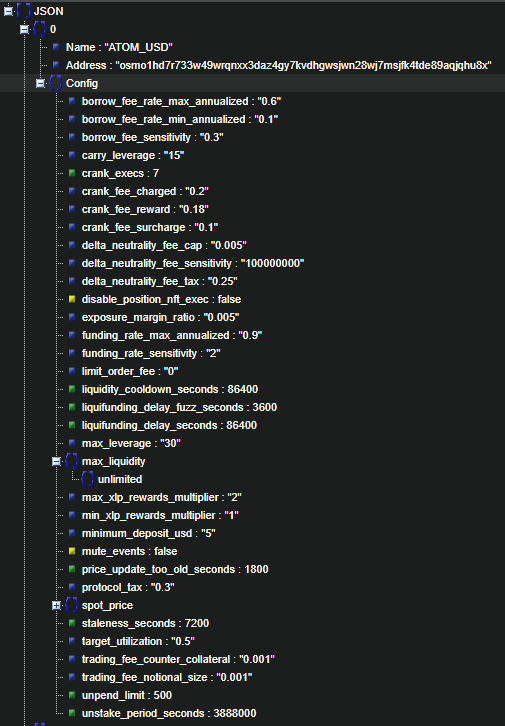 JSON
0
Name : "ATOM_USD"
Address : "osmo1hd7r733w49wrqnxx3daz4gy7kvdhgwsjwn28wj7msjfk4tde89aqjqhu8x"
Config
borrow_fee_rate_max_annualized : "0.6"
borrow_fee_rate_min_annualized : "0.1"
borrow_fee_sensitivity : "0.3"
carry_leverage : "15"
crank_execs : 7
crank_fee_charged : "0.2"
crank_fee_reward : "0.18"
crank_fee_surcharge : "0.1"
delta_neutrality_fee_cap : "0.005"
delta_neutrality_fee_sensitivity : "100000000"
delta_neutrality_fee_tax : "0.25"
disable_position_nft_exec : false
exposure_margin_ratio : "0.005"
funding_rate_max_annualized : "0.9"
funding_rate_sensitivity : "2"
limit_order_fee : "0"
liquidity_cooldown_seconds : 86400
liquifunding_delay_fuzz_seconds : 3600
liquifunding_delay_seconds : 86400
max_leverage : "30"
max_liquidity
unlimited
max_xlp_rewards_multiplier : "2"
min_xlp_rewards_multiplier : "1"
minimum_deposit_usd : "5"
mute_events : false
price_update_too_old_seconds : 1800
protocol_tax : "0.3"
spot_price
staleness_seconds : 7200
target_utilization : "0.5"
trading_fee_counter_collateral : "0.001"
trading_fee_notional_size : "0.001"
unpend_limit : 500
unstake_period_seconds : 3888000